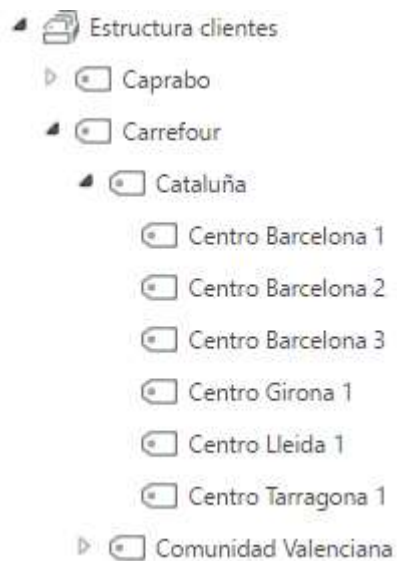 Estructura clientes
Caprabo
Carrefour
Cataluña
Centro Barcelona 1
Centro Barcelona 2
Centro Barcelona 3
Centro Girona 1
Centro Lleida 1
Centro Tarragona 1
Comunidad Valenciana